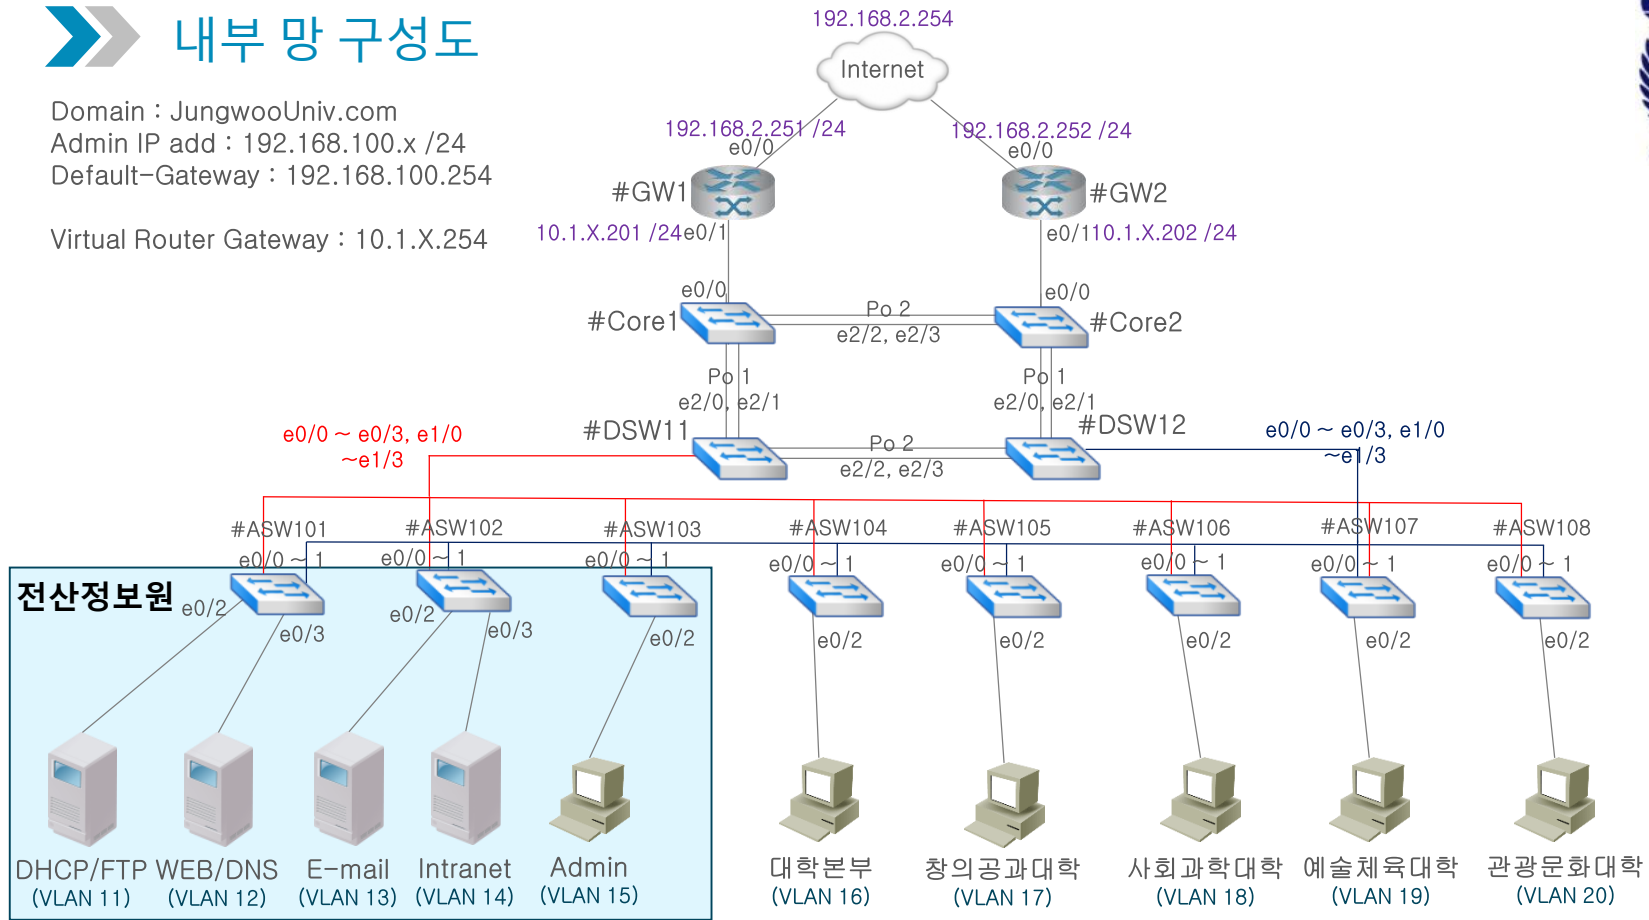 내부 망 구성도
Domain : JungwooUniv.com
Admin IP add : 192.168.100.x /24
Default-Gateway : 192.168.100.254
Virtual Router Gateway : 10.1.X.254
192.168.2.254
Internet
192.168.2.251 /24
192.168.2.252 /24
e0/0
e0/0
#GW1
#GW2
10.1.X.201 /24
e0/1
e0/1
10.1.X.202 /24
e0/0
e0/0
#Core1
Po 2
#Core2
e2/2, e2/3
Po 1
Po 1
e2/0, e2/1
e2/0, e2/1
#DSW11
#DSW12
e0/0 ~ e0/3, e1/0
~e1/3
Po 2
e2/2, e2/3
e0/0 ~ e0/3, e1/0
~e1/3
#ASW101
#ASW102
#ASW103
#ASW104
#ASW105
#ASW106
#ASW107
#ASW108
e0/0 ~ 1
e0/0 ~ 1
e0/0 ~ 1
e0/0 ~ 1
e0/0 ~ 1
e0/0 ~ 1
e0/0 ~ 1
e0/0 ~ 1
전산정보원
e0/2
e0/3
e0/2
e0/3
e0/2
e0/2
e0/2
e0/2
e0/2
e0/2
DHCP/FTP
(VLAN 11)
WEB/DNS
(VLAN 12)
E-mail
(VLAN 13)
Intranet
(VLAN 14)
Admin
(VLAN 15)
대학본부
(VLAN 16)
창의공과대학
(VLAN 17)
사회과학대학
(VLAN 18)
예술체육대학
(VLAN 19)
관광문화대학
(VLAN 20)